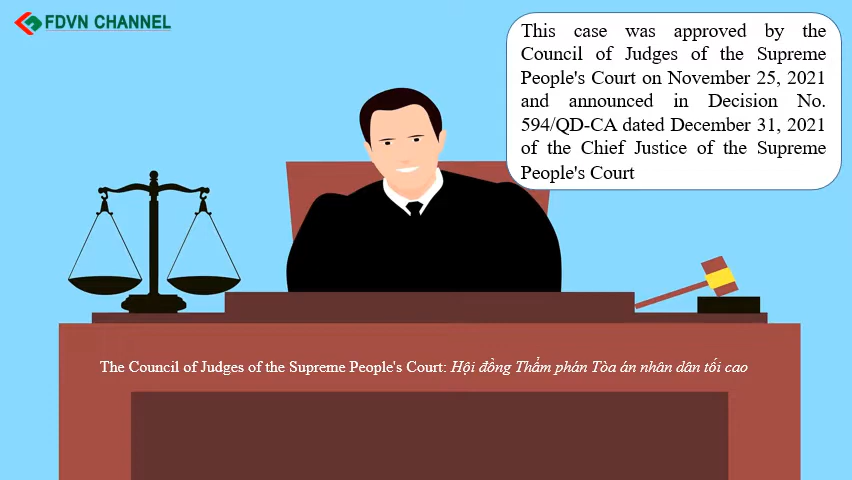 FDVN CHANNEL
This case was approved by the
Council of Judges of the Supreme
People's Court on November 25, 2021
and announced in Decision No.
594/QD-CA dated December 31, 2021
of the Chief Justice of the Supreme
People's Court
The Council of Judges of the Supreme People's Court: Hội đồng Thẩm phán Tòa án nhân dân tối cao